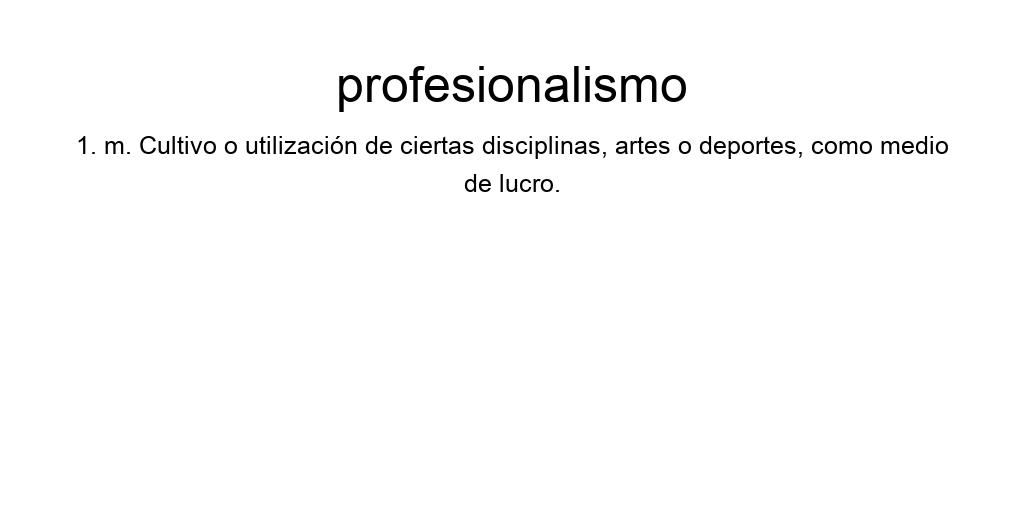 profesionalismo
1. m. Cultivo o utilización de ciertas disciplinas, artes o deportes, como medio
de lucro.